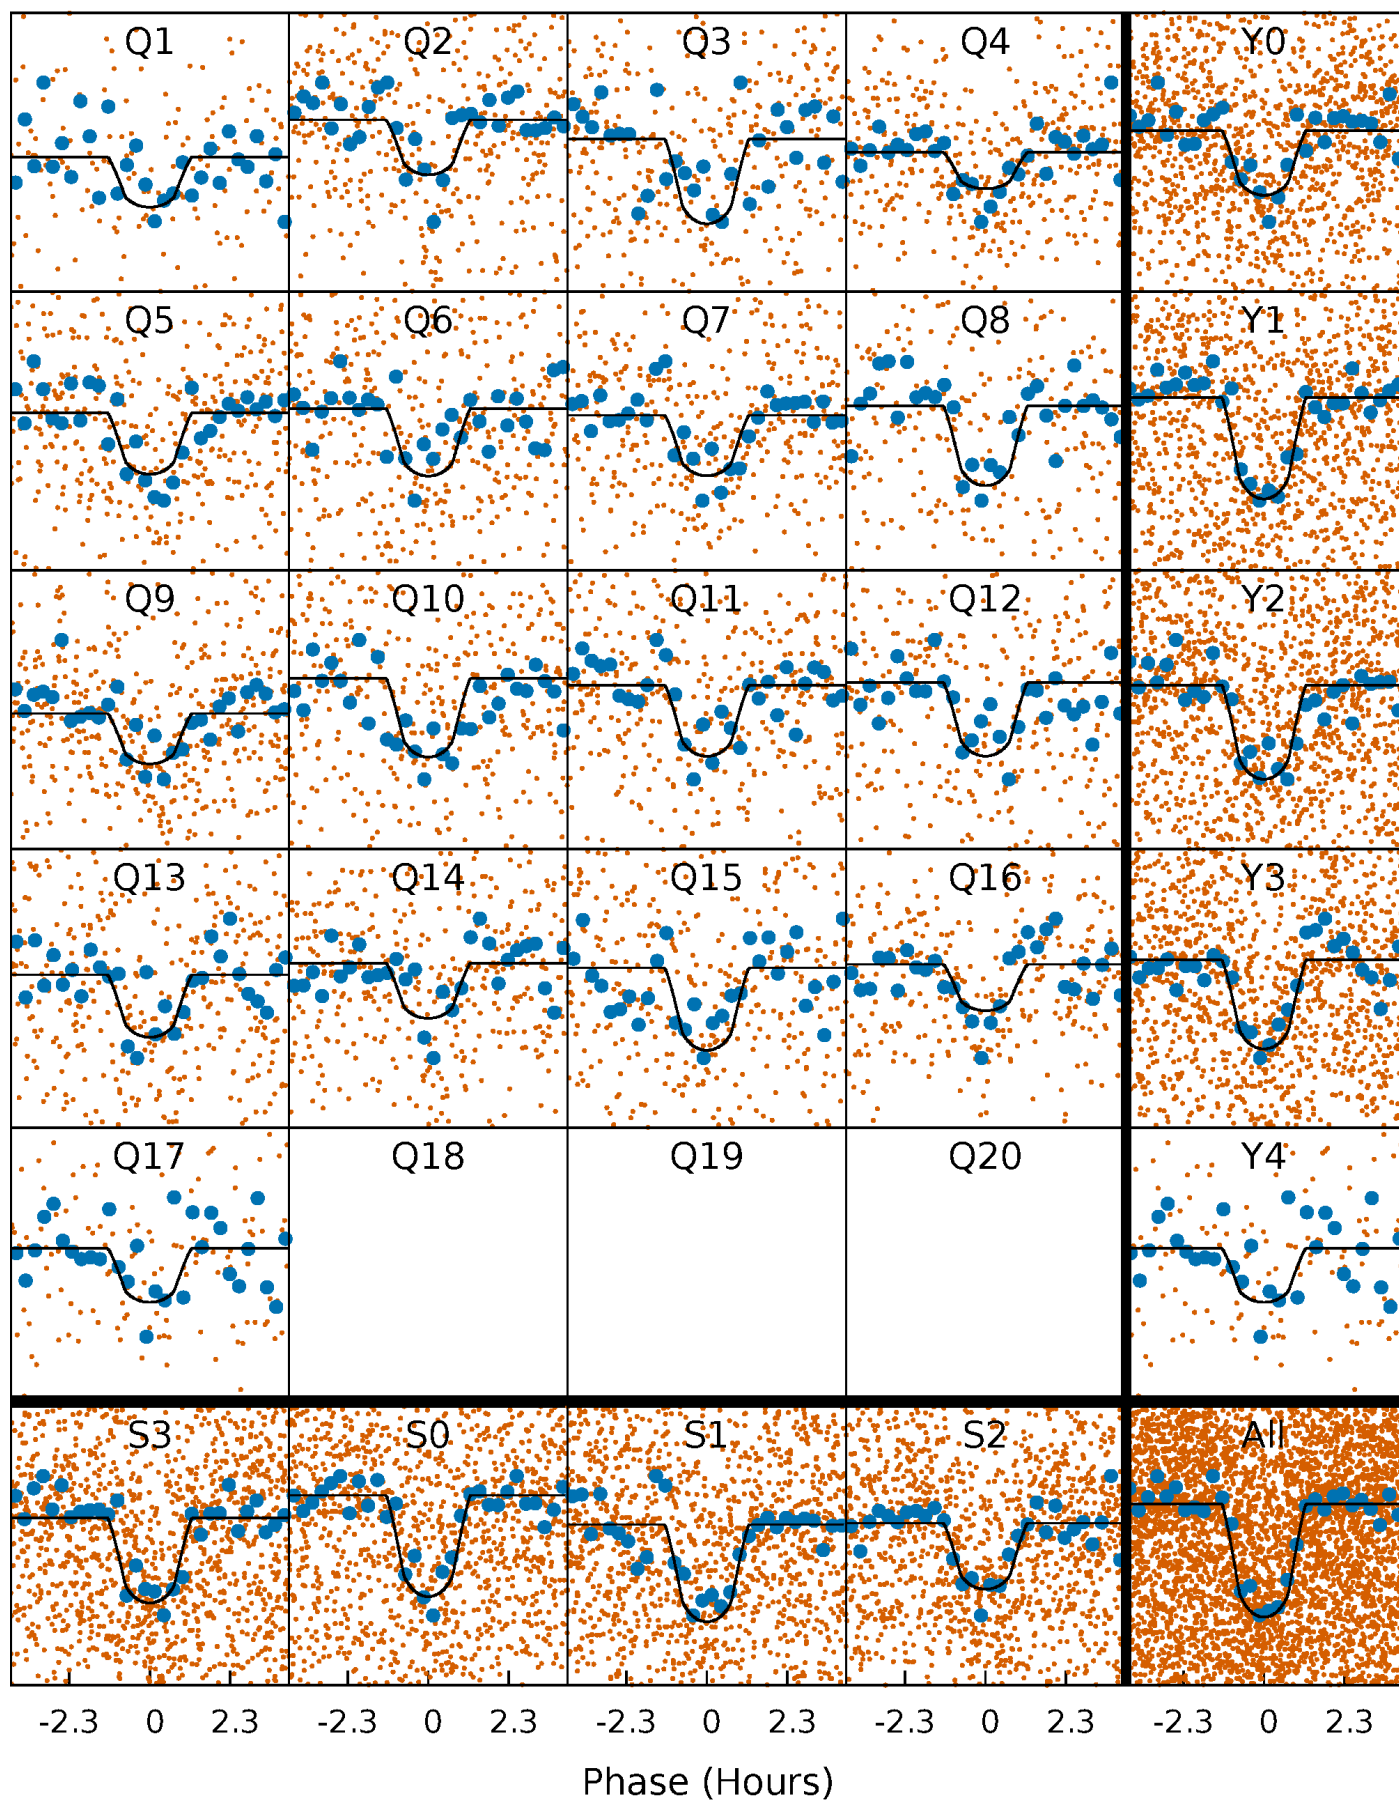 Q1 Q2 Q3 Q4 Y0
Q5 Q6 Q7 Q8 Y1
Q9 Q10 Q11 Q12 Y2
Q13 Q14 Q15 Q16 Y3
Q17 Q18 Q19 Q20 Y4
S3 S0 S1 S2 All
-2.3 0 2.3 -2.3 0 2.3 -2.3 0 2.3 -2.3 0 2.3 -2.3 0 2.3
Phase (Hours)